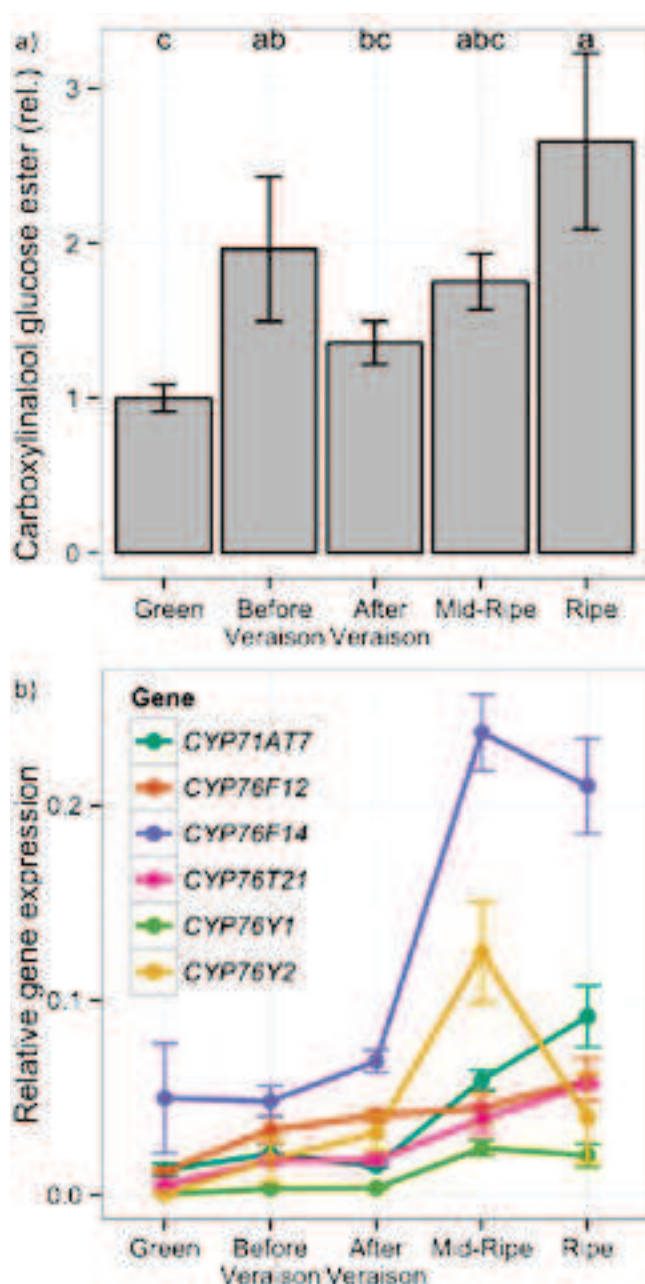 a)
c ab bc abc a
Carboxylinalool glucose ester (rel.)
3
2
1
0
Green Before After Mid-Ripe Ripe
Veraison Veraison
b)
Gene
CYP71AT7
CYP76F12
CYP76F14
CYP76T21
CYP76Y1
CYP76Y2
Relative gene expression
0.2
0.1
0.0
Green Before After Mid-Ripe Ripe
Veraison Veraison